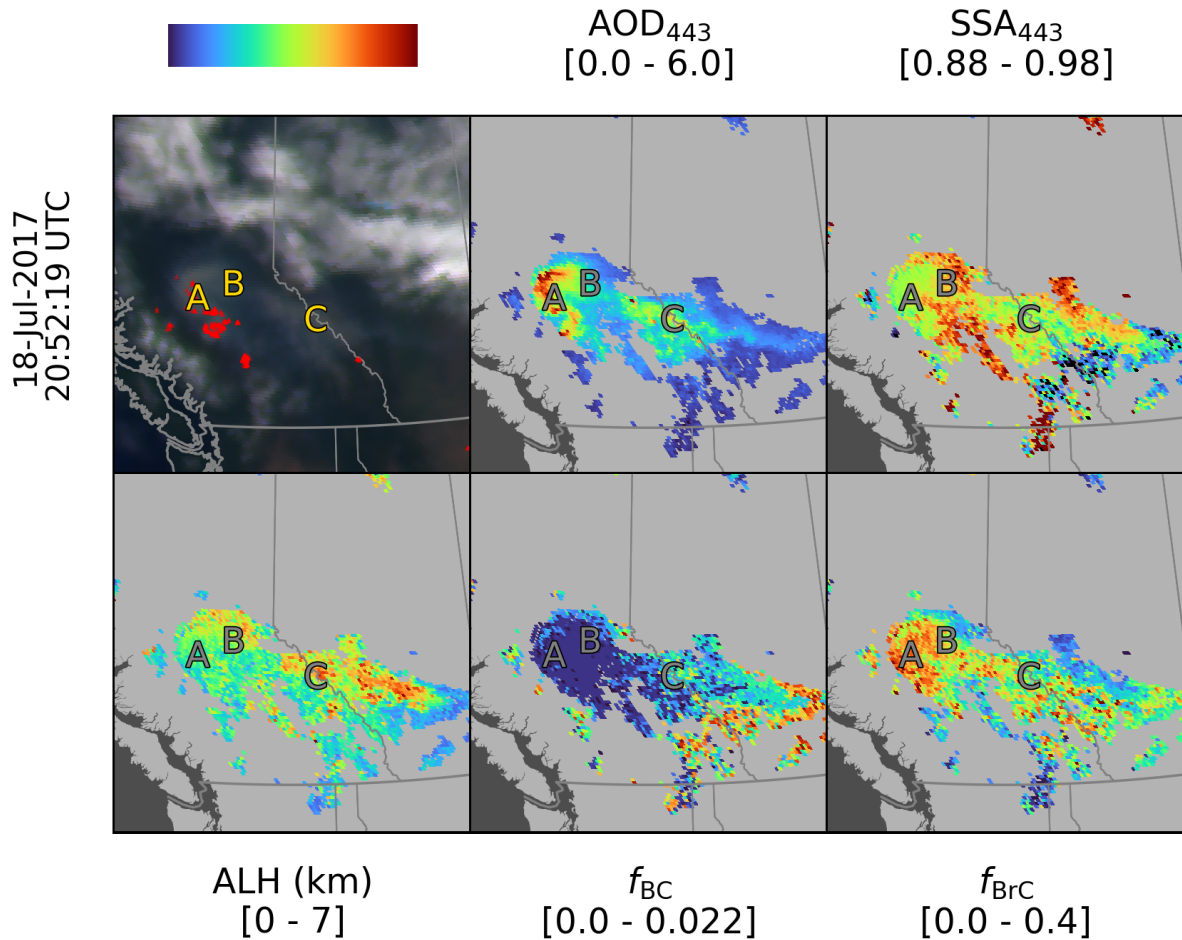 AOD443
[0.0 - 6.0]
SSA443
[0.88 - 0.98]
18-Jul-2017
20:52:19 UTC
A
B
C
A
B
C
A
B
C
A
B
C
A
B
C
A
B
C
ALH (km)
[0 - 7]
fBC
[0.0 - 0.022]
fBrC
[0.0 - 0.4]